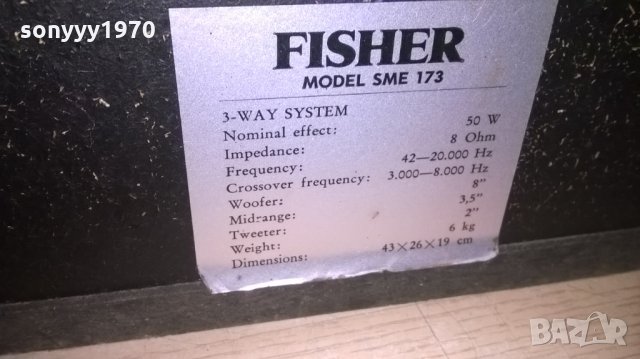 sonyyy1970
FISHER
MODEL SME 173
3-WAY SYSTEM
Nominal effect: 50 W
Impedance: 8 Ohm
Frequency: 42—20.000 Hz
Crossover frequency: 3.000—8.000 Hz
Woofer: 8"
Mid-range: 3,5"
Tweeter: 2"
Weight: 6 kg
Dimensions: 43×26×19 cm
BAZAR